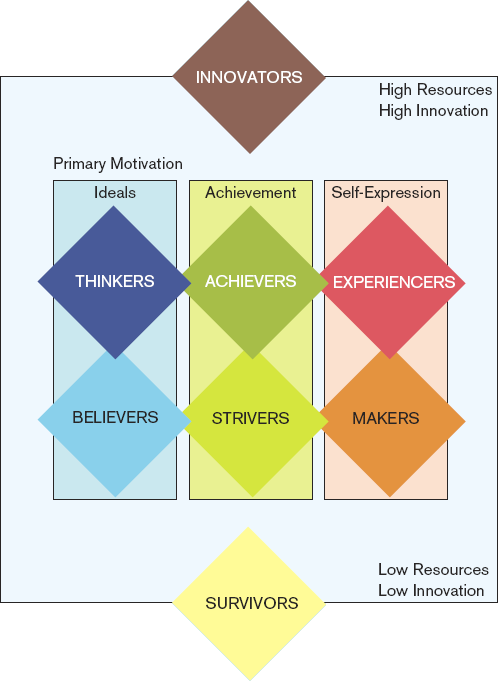 INNOVATORS
High Resources
High Innovation
Primary Motivation
Ideals
Achievement
Self-Expression
THINKERS
ACHIEVERS
EXPERIENCERS
BELIEVERS
STRIVERS
MAKERS
Low Resources
Low Innovation
SURVIVORS